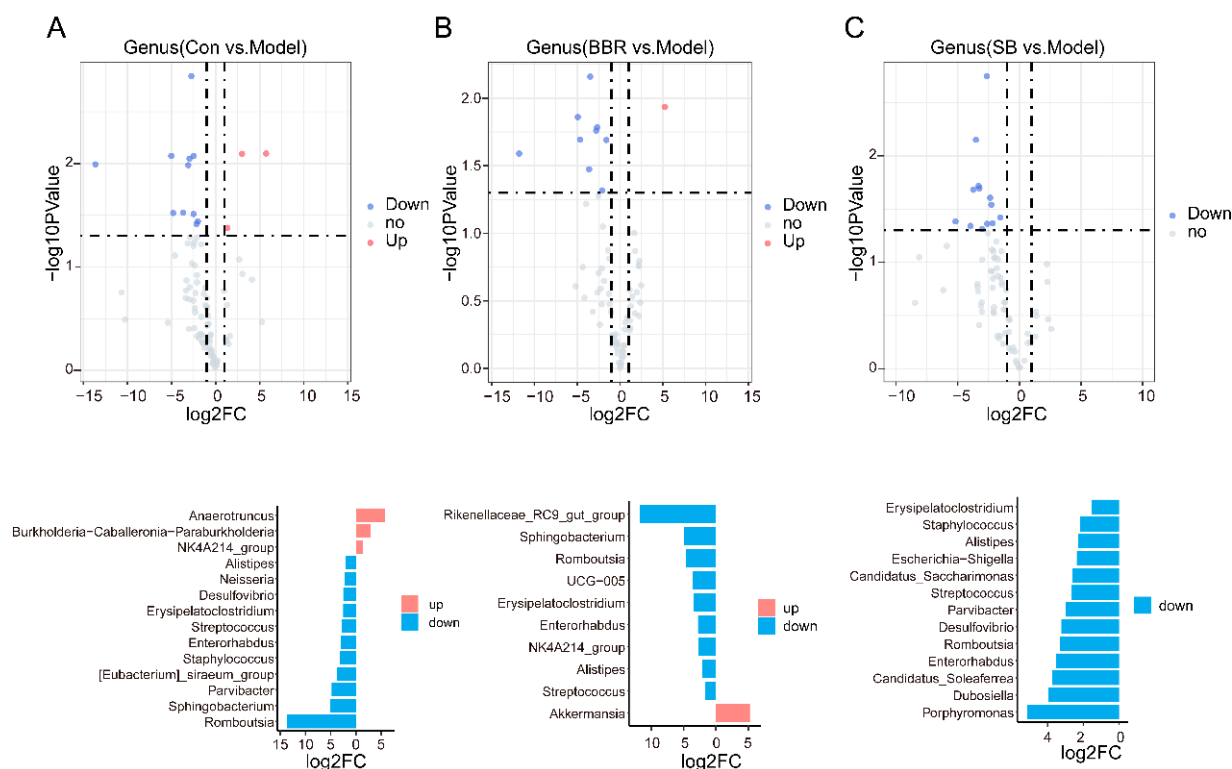 A
Genus(Con vs.Model)
−log10PValue
2
1
0
−15
−10
−5
0
5
10
15
log2FC
Down
no
Up
B
Genus(BBR vs.Model)
−log10PValue
2.0
1.5
1.0
0.5
0.0
−15
−10
−5
0
5
10
15
log2FC
Down
no
Up
C
Genus(SB vs.Model)
−log10PValue
2
1
0
−10
−5
0
5
10
log2FC
Down
no
Anaerotruncus
Burkholderia−Caballeronia−Paraburkholderia
NK4A214_group
Alistipes
Neisseria
Desulfovibrio
Erysipelatoclostridium
Streptococcus
Enterorhabdus
Staphylococcus
[Eubacterium]_siraeum_group
Parvibacter
Sphingobacterium
Romboutsia
15 10 5 0 5
log2FC
up
down
Rikenellaceae_RC9_gut_group
Sphingobacterium
Romboutsia
UCG−005
Erysipelatoclostridium
Enterorhabdus
NK4A214_group
Alistipes
Streptococcus
Akkermansia
10 5 0 5
log2FC
up
down
Erysipelatoclostridium
Staphylococcus
Alistipes
Escherichia−Shigella
Candidatus_Saccharimonas
Streptococcus
Parvibacter
Desulfovibrio
Romboutsia
Enterorhabdus
Candidatus_Soleaferrea
Dubosiella
Porphyromonas
4 2 0
log2FC
down